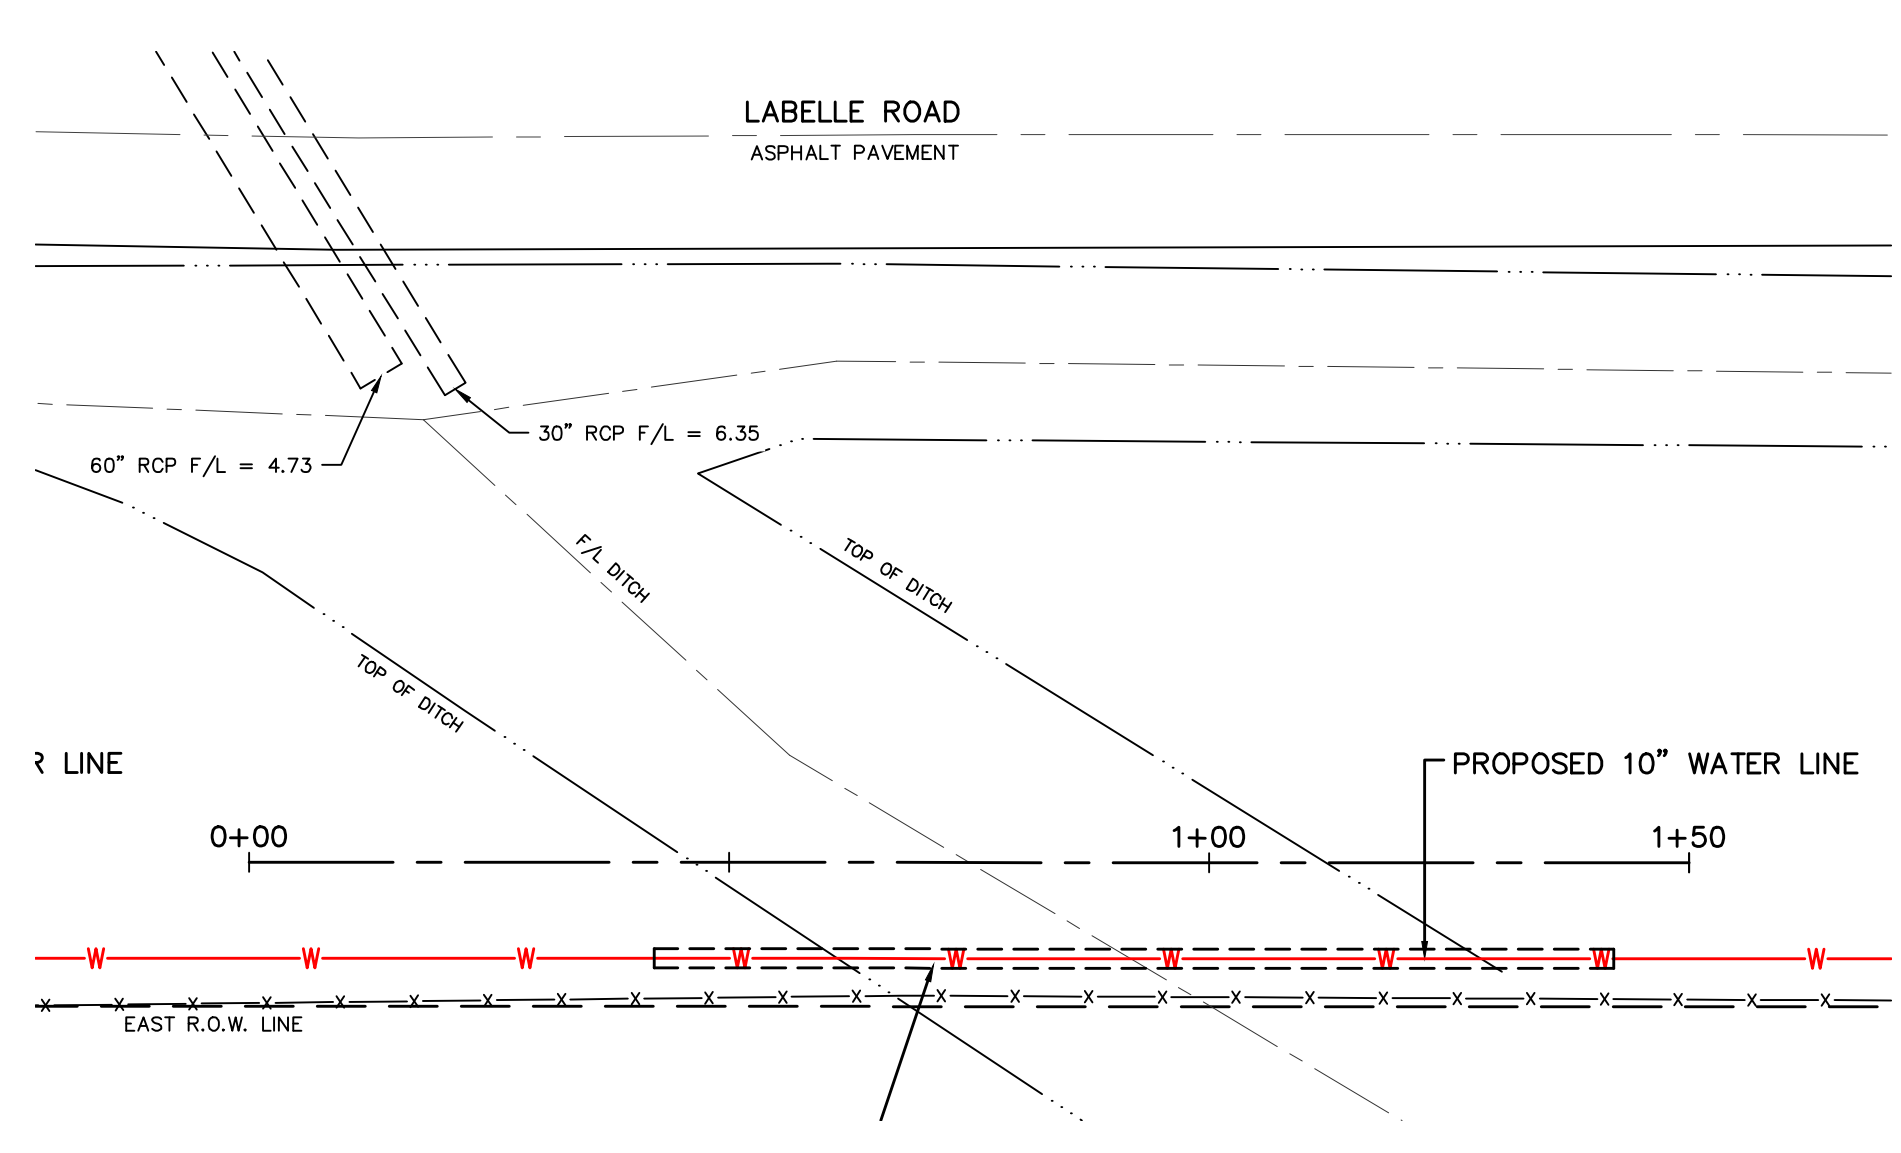 LABELLE ROAD
ASPHALT PAVEMENT
30" RCP F/L = 6.35
60" RCP F/L = 4.73
F/L DITCH
TOP OF DITCH
TOP OF DITCH
R LINE
PROPOSED 10" WATER LINE
0+00
1+00
1+50
W W W W W W W W W
X X X X X X X X X X X X X X X X X X X X X X X X X
EAST R.O.W. LINE